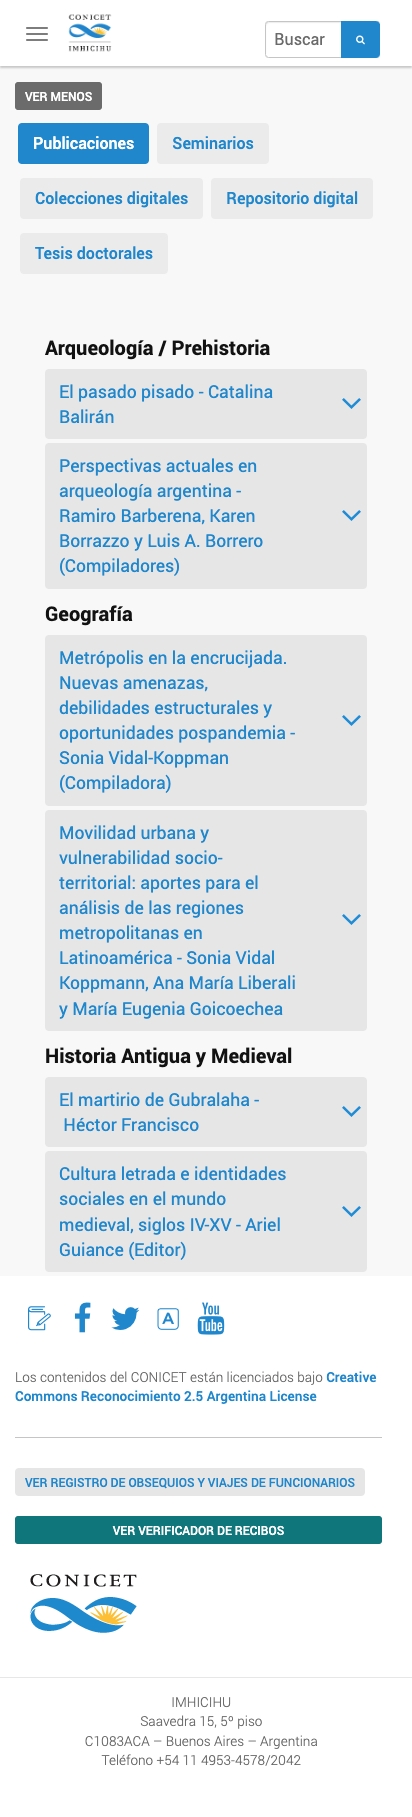 CONICET
IMHICIHU
Buscar
VER MENOS
Publicaciones
Seminarios
Colecciones digitales
Repositorio digital
Tesis doctorales
Arqueología / Prehistoria
El pasado pisado - Catalina
Balirán
Perspectivas actuales en
arqueología argentina -
Ramiro Barberena, Karen
Borrazzo y Luis A. Borrero
(Compiladores)
Geografía
Metrópolis en la encrucijada.
Nuevas amenazas,
debilidades estructurales y
oportunidades pospandemia -
Sonia Vidal-Koppman
(Compiladora)
Movilidad urbana y
vulnerabilidad socio-
territorial: aportes para el
análisis de las regiones
metropolitanas en
Latinoamérica - Sonia Vidal
Koppmann, Ana María Liberali
y María Eugenia Goicoechea
Historia Antigua y Medieval
El martirio de Gubralaha -
Héctor Francisco
Cultura letrada e identidades
sociales en el mundo
medieval, siglos IV-XV - Ariel
Guiance (Editor)
A
You
Tube
Los contenidos del CONICET están licenciados bajo Creative
Commons Reconocimiento 2.5 Argentina License
VER REGISTRO DE OBSEQUIOS Y VIAJES DE FUNCIONARIOS
VER VERIFICADOR DE RECIBOS
CONICET
IMHICIHU
Saavedra 15, 5º piso
C1083ACA – Buenos Aires – Argentina
Teléfono +54 11 4953-4578/2042